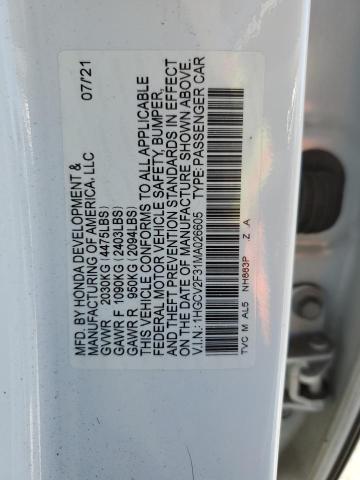 MFD. BY HONDA DEVELOPMENT & 07/21
MANUFACTURING OF AMERICA, LLC
GVWR 2030KG(4475LBS)
GAWR F 1090KG(2403LBS)
GAWR R 950KG(2094LBS)
THIS VEHICLE CONFORMS TO ALL APPLICABLE
FEDERAL MOTOR VEHICLE SAFETY, BUMPER,
AND THEFT PREVENTION STANDARDS IN EFFECT
ON THE DATE OF MANUFACTURE SHOWN ABOVE.
V.I.N.:1HGCV2F31MA026605 TYPE:PASSENGER CAR
TVC M AL5 NH883P Z A